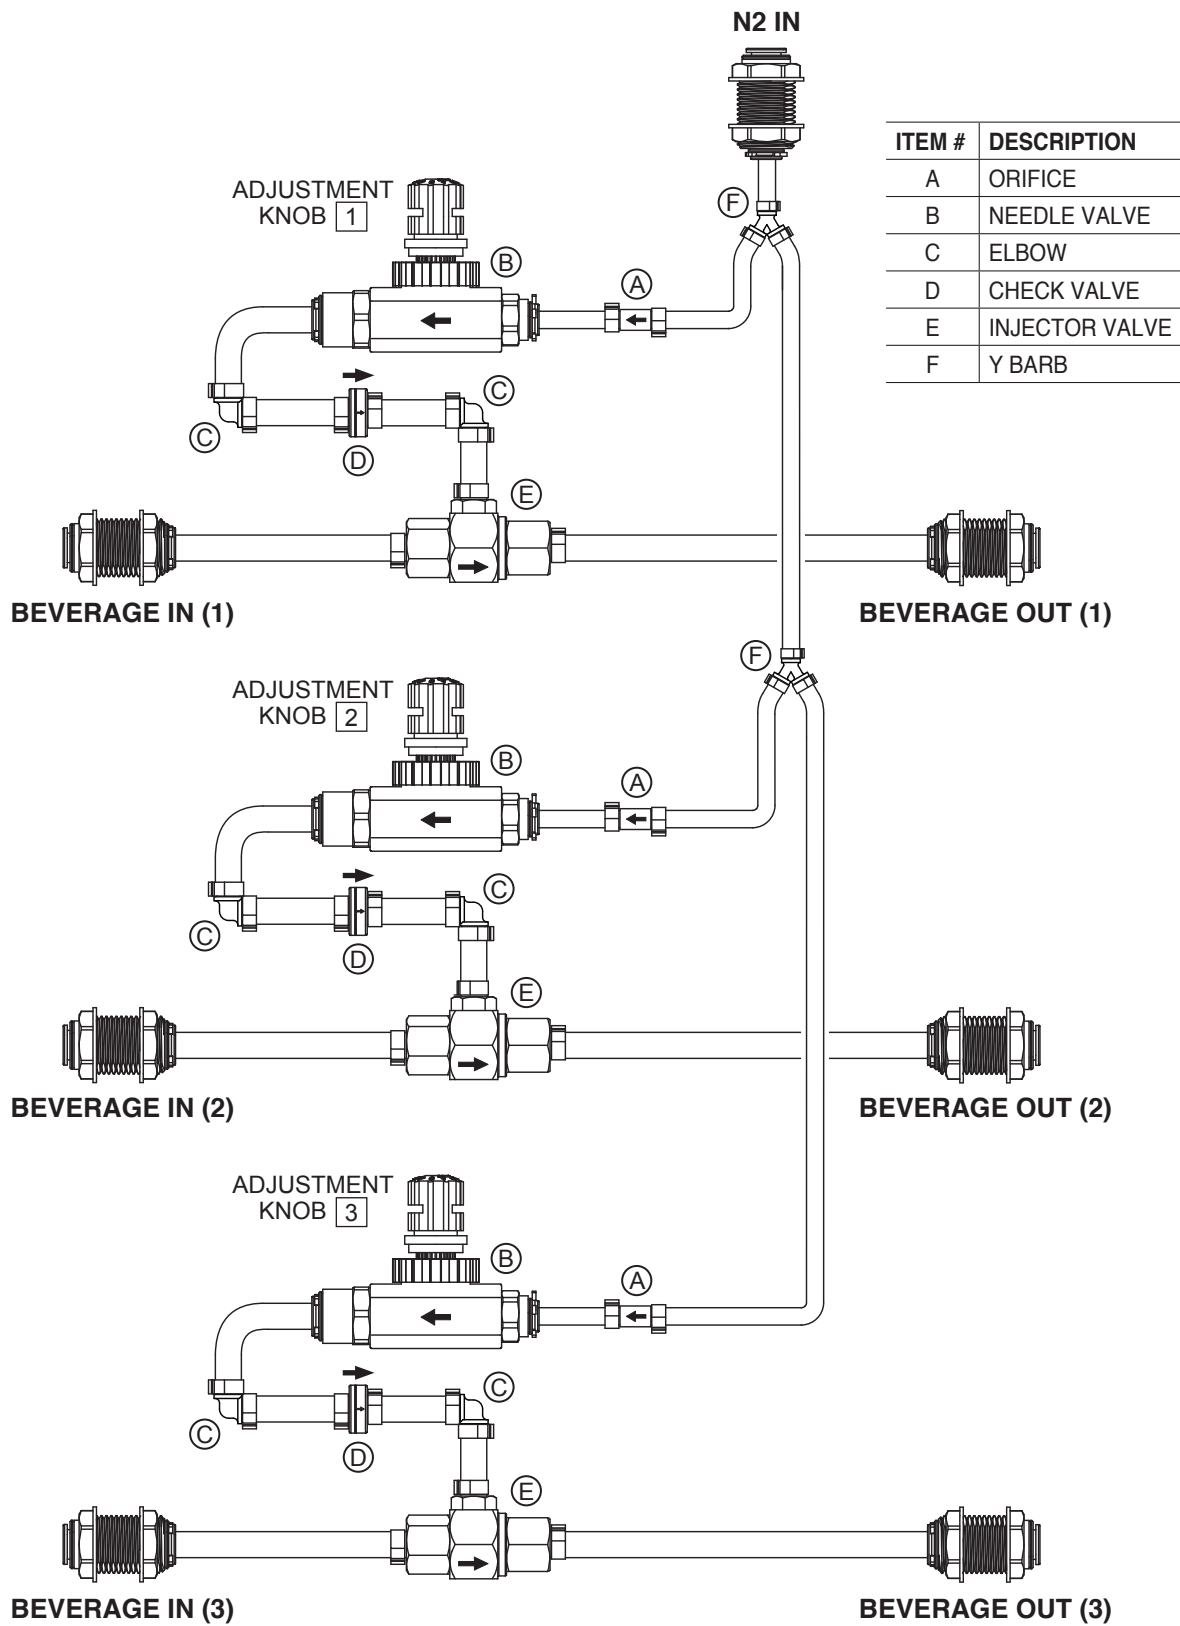 N2 IN
ITEM # DESCRIPTION
A ORIFICE
B NEEDLE VALVE
C ELBOW
D CHECK VALVE
E INJECTOR VALVE
F Y BARB
F
ADJUSTMENT
KNOB 1
B
A
C
C
D
E
BEVERAGE IN (1)
BEVERAGE OUT (1)
F
ADJUSTMENT
KNOB 2
B
A
C
C
D
E
BEVERAGE IN (2)
BEVERAGE OUT (2)
ADJUSTMENT
KNOB 3
B
A
C
C
D
E
BEVERAGE IN (3)
BEVERAGE OUT (3)